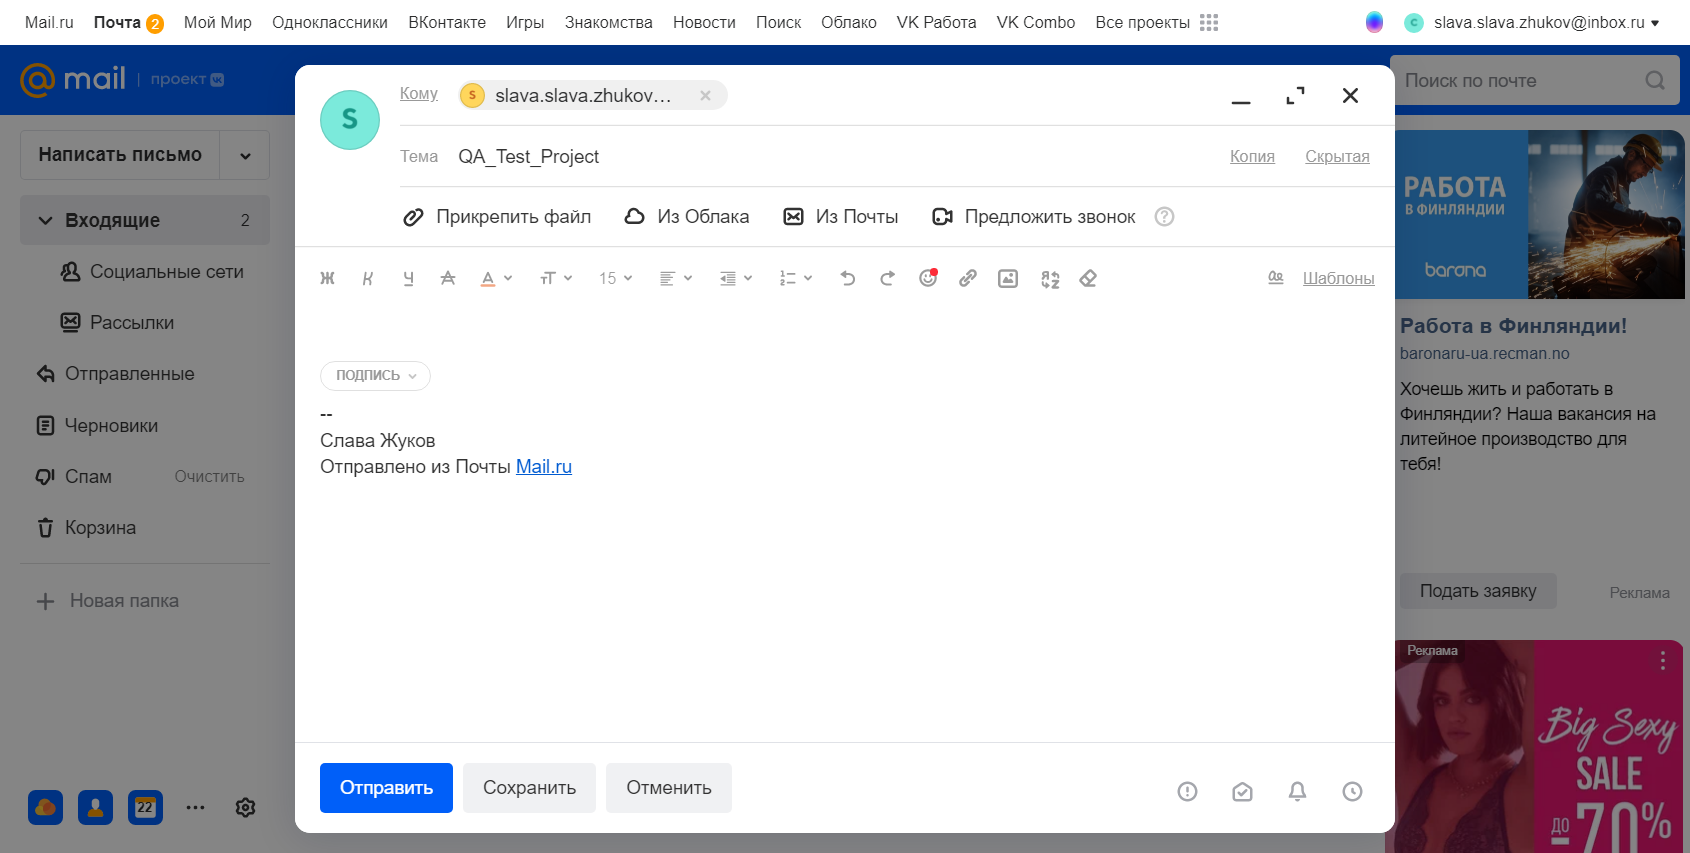 Mail.ru Почта 2 Мой Мир Одноклассники ВКонтакте Игры Знакомства Новости Поиск Облако VK Работа VK Combo Все проекты C slava.slava.zhukov@inbox.ru
@mail | проект
Поиск по почте
Написать письмо
Входящие 2
Социальные сети
Рассылки
Отправленные
Черновики
Спам Очистить
Корзина
Новая папка
22
S
Кому S slava.slava.zhukov...
Тема QA_Test_Project Копия Скрытая
Прикрепить файл Из Облака Из Почты Предложить звонок ?
Ж К Ч А А тТ 15 Шаблоны
ПОДПИСЬ
--
Слава Жуков
Отправлено из Почты Mail.ru
Отправить Сохранить Отменить
РАБОТА
В ФИНЛЯНДИИ
barona
Работа в Финляндии!
baronaru-ua.recman.no
Хочешь жить и работать в
Финляндии? Наша вакансия на
литейное производство для
тебя!
Подать заявку Реклама
Реклама
Big Sexy
SALE
ДО -70%